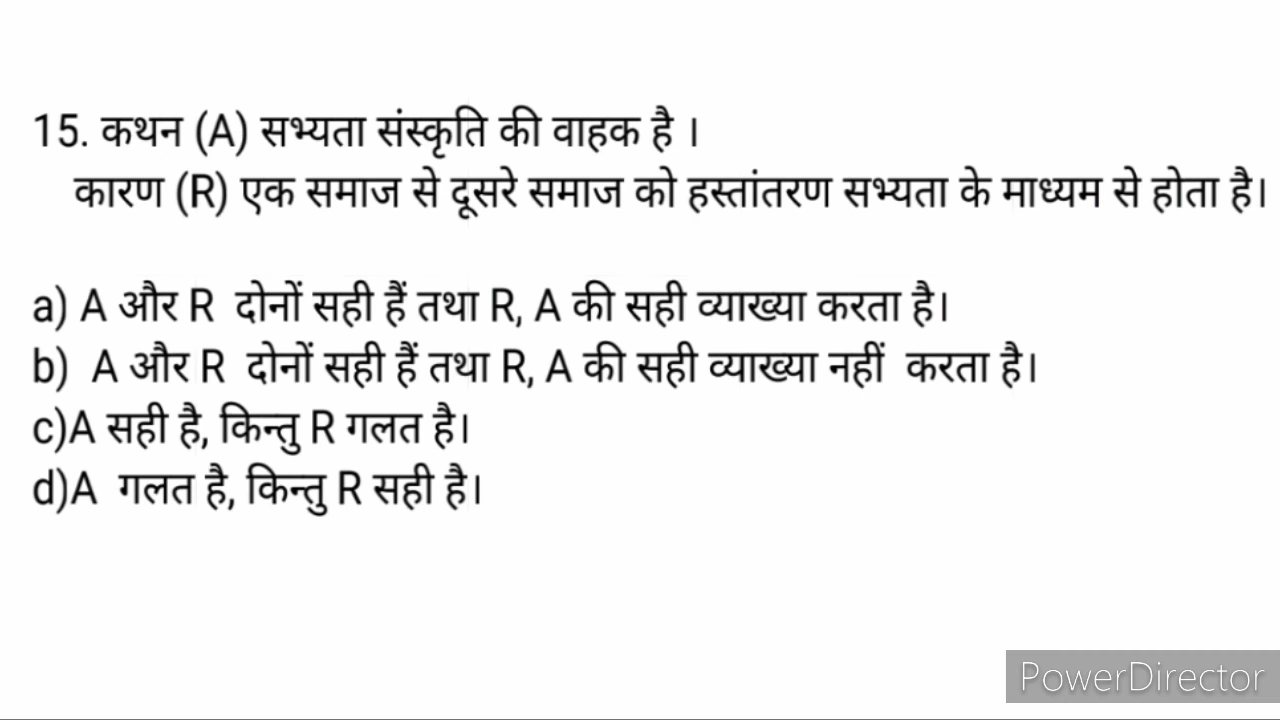 15. कथन (A) सभ्यता संस्कृति की वाहक है ।
कारण (R) एक समाज से दूसरे समाज को हस्तांतरण सभ्यता के माध्यम से होता है।
a) A और R दोनों सही हैं तथा R, A की सही व्याख्या करता है।
b) A और R दोनों सही हैं तथा R, A की सही व्याख्या नहीं करता है।
c)A सही है, किन्तु R गलत है।
d)A गलत है, किन्तु R सही है।
PowerDirector